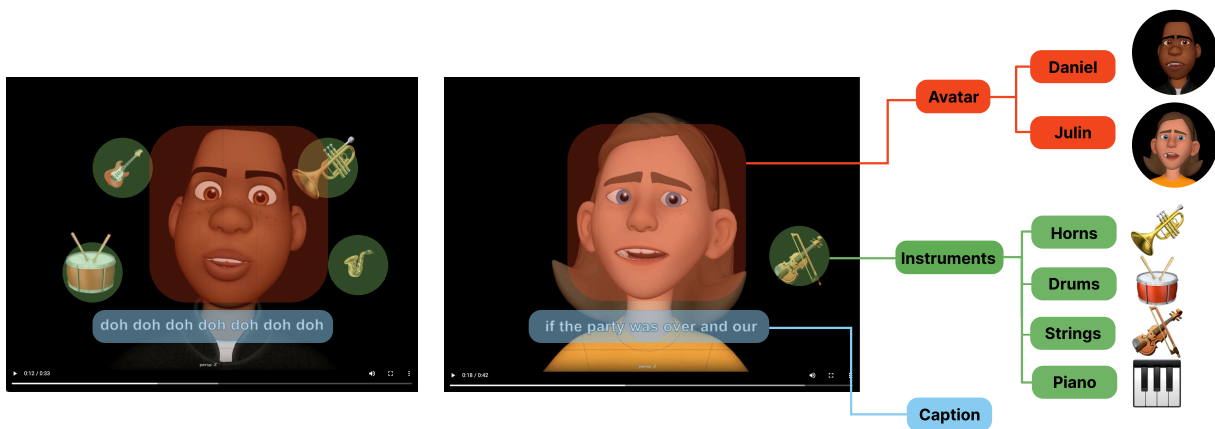 doh doh doh doh doh doh doh
0:12 / 0:33
if the party was over and our
0:18 / 0:42
Avatar
Daniel
Julin
Instruments
Horns
Drums
Strings
Piano
Caption